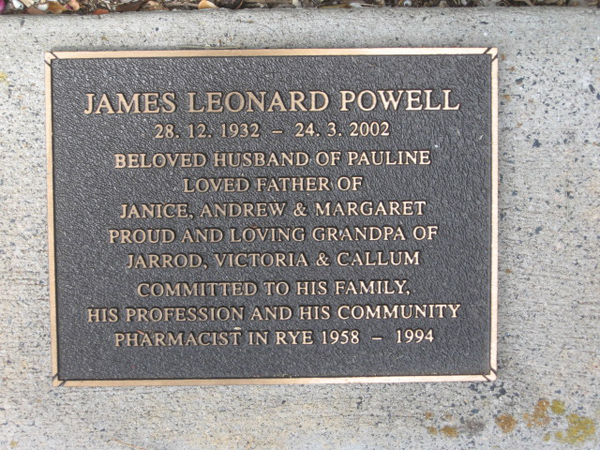 JAMES LEONARD POWELL
28. 12. 1932 – 24. 3. 2002
BELOVED HUSBAND OF PAULINE
LOVED FATHER OF
JANICE, ANDREW & MARGARET
PROUD AND LOVING GRANDPA OF
JARROD, VICTORIA & CALLUM
COMMITTED TO HIS FAMILY,
HIS PROFESSION AND HIS COMMUNITY
PHARMACIST IN RYE 1958 – 1994